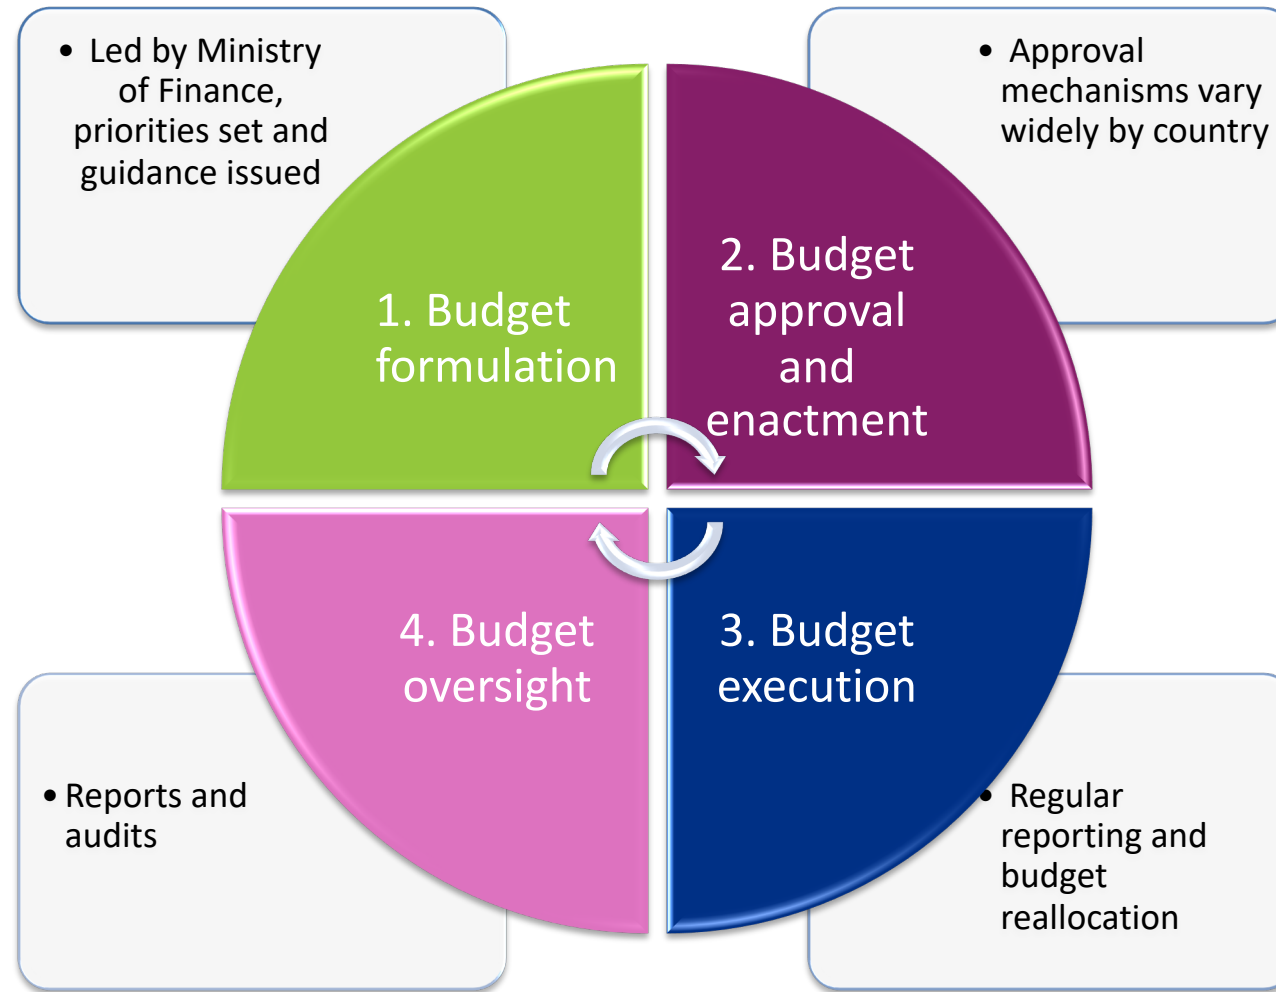 • Led by Ministry
of Finance,
priorities set and
guidance issued
• Approval
mechanisms vary
widely by country
1. Budget
formulation
2. Budget
approval
and
enactment
4. Budget
oversight
3. Budget
execution
• Reports and
audits
• Regular
reporting and
budget
reallocation